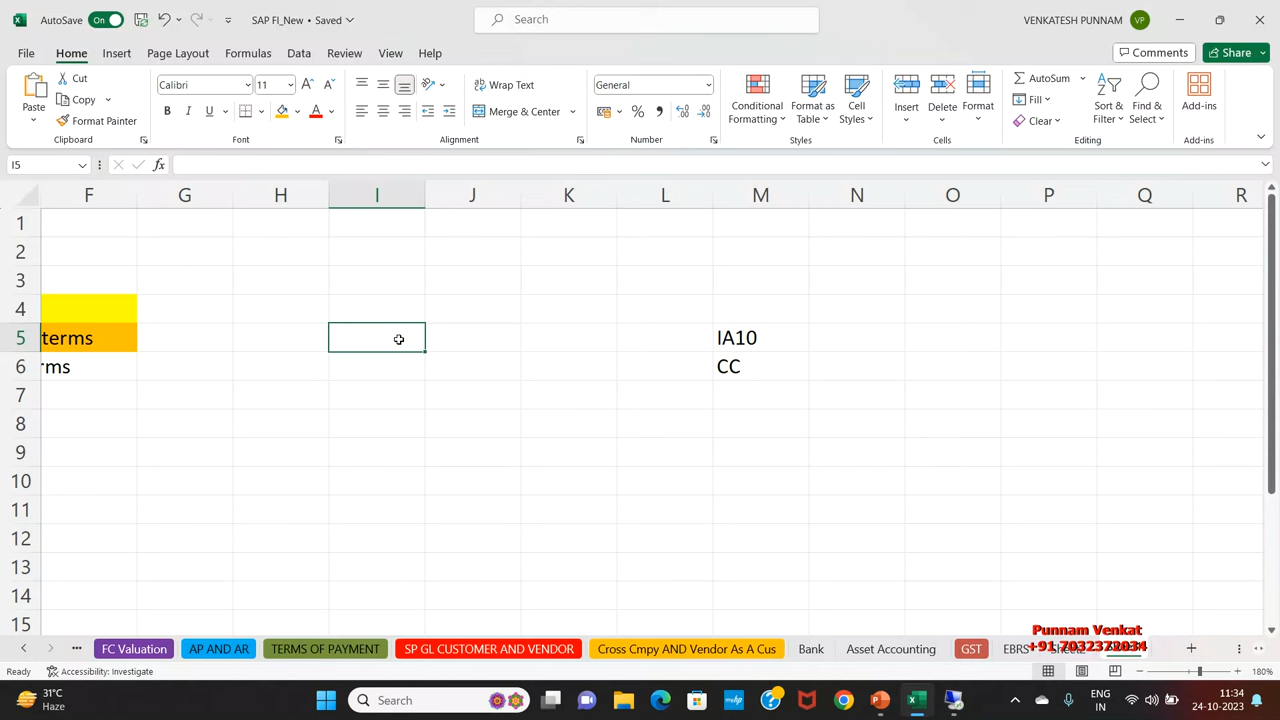 AutoSave On SAP FI_New • Saved Search VENKATESH PUNNAM VP
File Home Insert Page Layout Formulas Data Review View Help Comments Share
Paste Cut Copy Format Painter Clipboard
Calibri 11 B I U A Font
Wrap Text Merge & Center Alignment
General % , Number
Conditional Formatting Format as Table Cell Styles Styles
Insert Delete Format Cells
AutoSum Fill Clear Sort & Filter Find & Select Editing
Add-ins Add-ins
I5 fx
F G H I J K L M N O P Q R
1
2
3
4
5 terms IA10
6 rms CC
7
8
9
10
11
12
13
14
15
Punnam Venkat
+91 7032372034
FC Valuation AP AND AR TERMS OF PAYMENT SP GL CUSTOMER AND VENDOR Cross Cmpy AND Vendor As A Cus Bank Asset Accounting GST EBRS
Ready Accessibility: Investigate 180%
31°C
Haze
Search
ENG
IN
11:34
24-10-2023